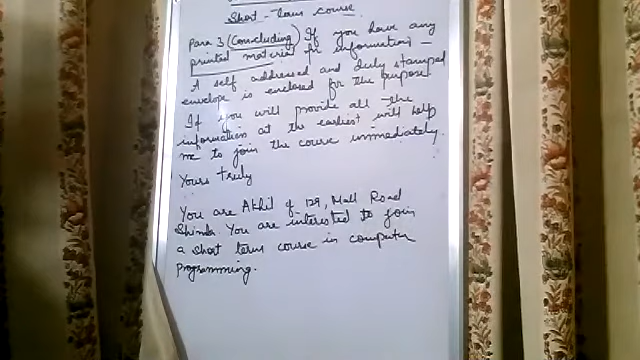 Short-Term course
Para 3 (Concluding) If you have any
printed material for information -
A self addressed and duly stamped
envelope is enclosed for the purpose.
If you will provide all the
information at the earliest will help
me to join the course immediately.
Yours truly
You are Akhil of 129, Mall Road
Shimla. You are interested to join
a short term course in computer
programming.